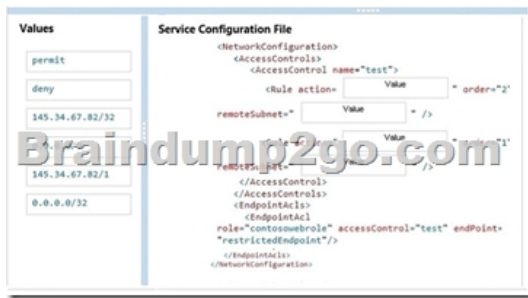 Values
permit
deny
145.34.67.82/32
145.34.67.82/1
0.0.0.0/32
Service Configuration File
<NetworkConfiguration>
<AccessControls>
<AccessControl name="test">
<Rule action= Value " order="2"
remoteSubnet=" Value " />
Value " order="1"
remoteSubnet=" " />
</AccessControl>
</AccessControls>
<EndpointAcls>
<EndpointAcl
role="contosowebrole" accessControl="test" endPoint=
"restrictedEndpoint"/>
</EndpointAcls>
</NetworkConfiguration>
Braindump2go.com